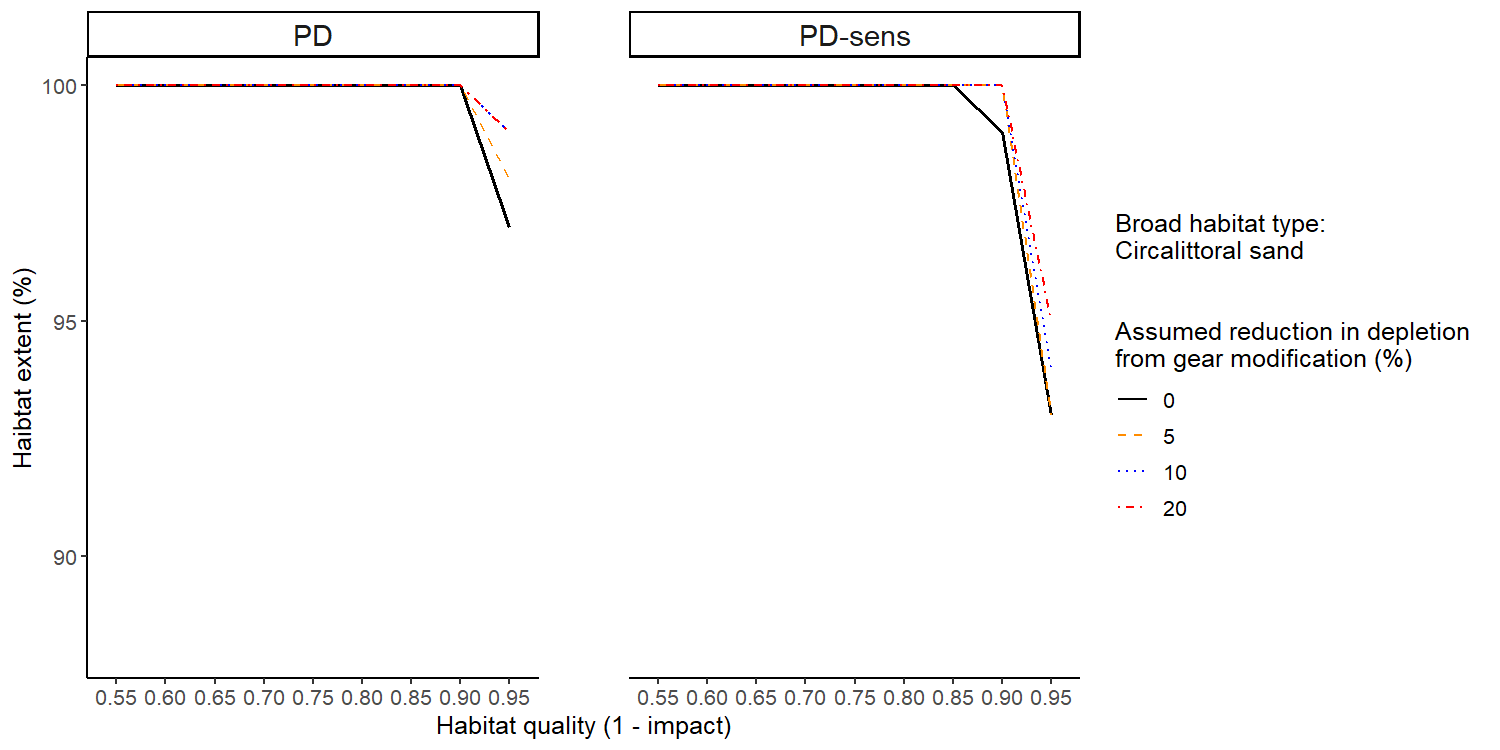 PD
PD-sens
100
95
90
Haibtat extent (%)
0.55 0.60 0.65 0.70 0.75 0.80 0.85 0.90 0.95
0.55 0.60 0.65 0.70 0.75 0.80 0.85 0.90 0.95
Habitat quality (1 - impact)
Broad habitat type:
Circalittoral sand
Assumed reduction in depletion
from gear modification (%)
0
5
10
20